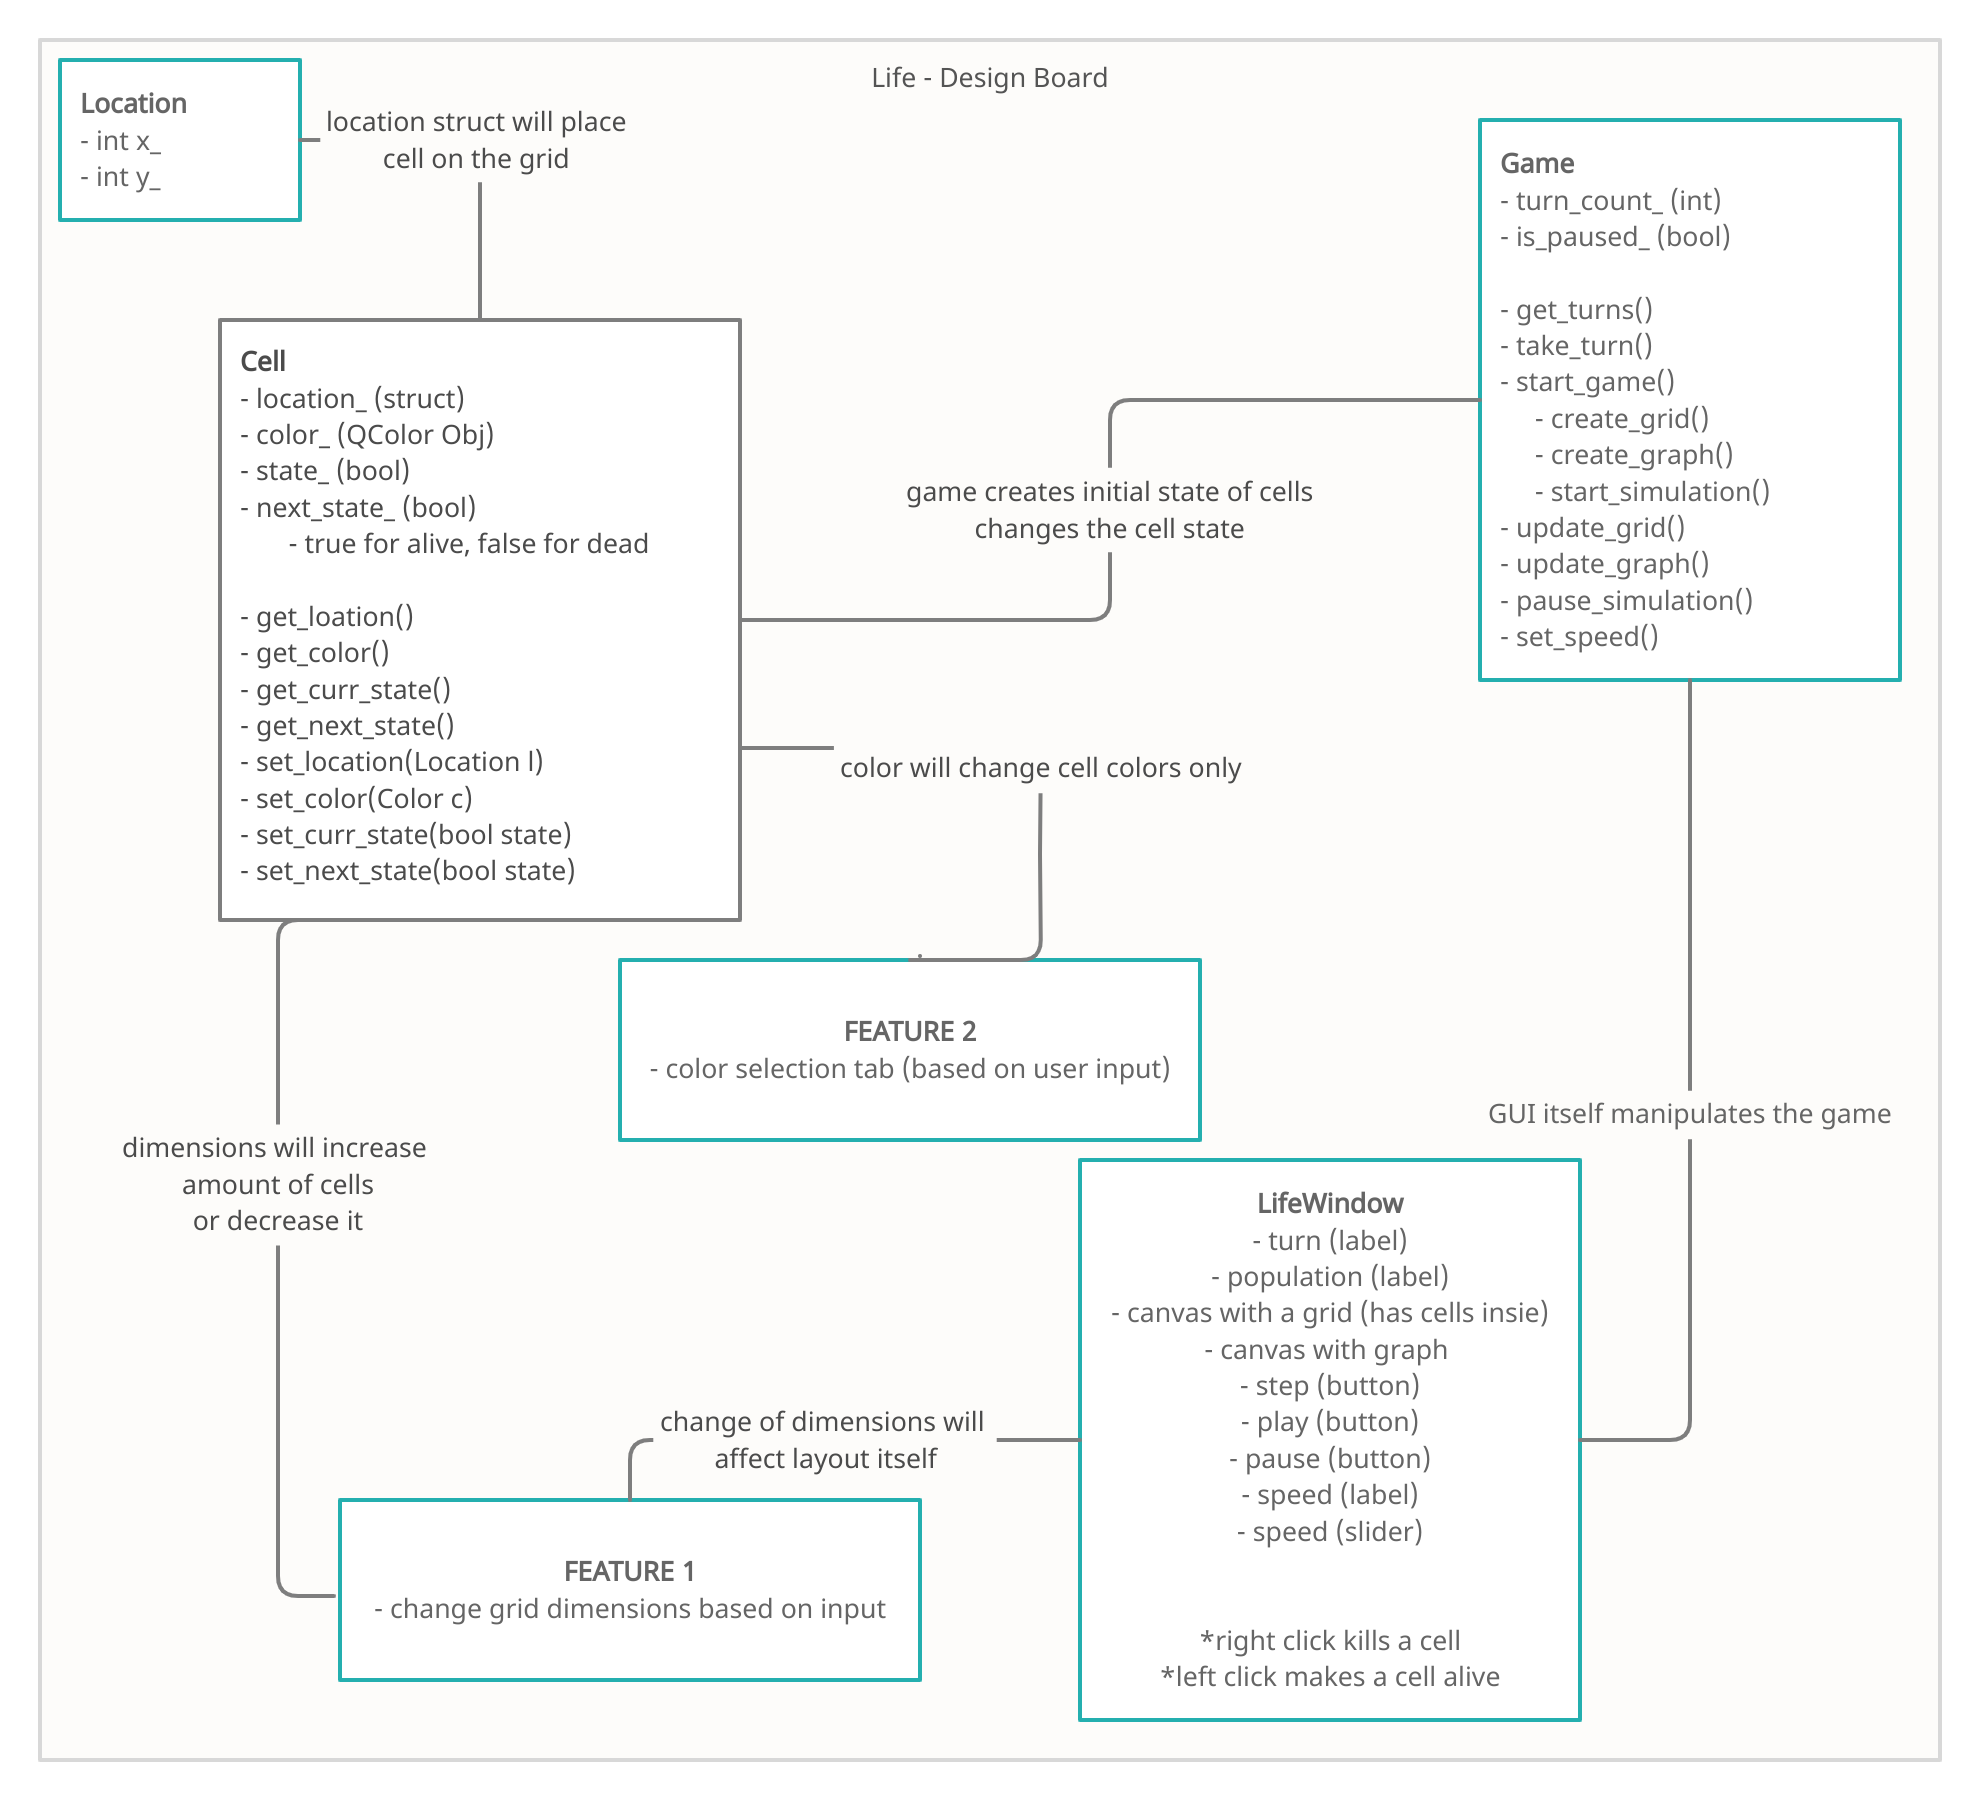 Life - Design Board
Location
- int x_
- int y_
location struct will place
cell on the grid
Game
- turn_count_ (int)
- is_paused_ (bool)
- get_turns()
- take_turn()
- start_game()
- create_grid()
- create_graph()
- start_simulation()
- update_grid()
- update_graph()
- pause_simulation()
- set_speed()
Cell
- location_ (struct)
- color_ (QColor Obj)
- state_ (bool)
- next_state_ (bool)
- true for alive, false for dead
- get_loation()
- get_color()
- get_curr_state()
- get_next_state()
- set_location(Location l)
- set_color(Color c)
- set_curr_state(bool state)
- set_next_state(bool state)
game creates initial state of cells
changes the cell state
color will change cell colors only
FEATURE 2
- color selection tab (based on user input)
GUI itself manipulates the game
dimensions will increase
amount of cells
or decrease it
LifeWindow
- turn (label)
- population (label)
- canvas with a grid (has cells insie)
- canvas with graph
- step (button)
- play (button)
- pause (button)
- speed (label)
- speed (slider)
*right click kills a cell
*left click makes a cell alive
change of dimensions will
affect layout itself
FEATURE 1
- change grid dimensions based on input